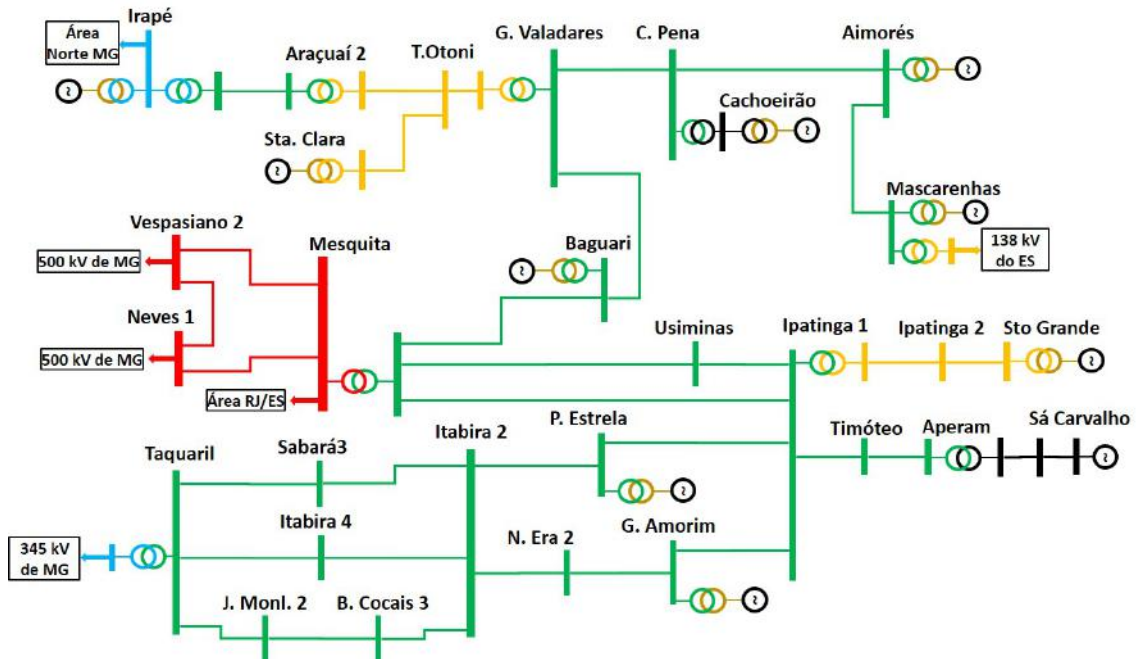 Irapé
Área
Norte MG
Araçuaí 2
T.Otoni
G. Valadares
C. Pena
Aimorés
Cachoeirão
Sta. Clara
Mascarenhas
138 kV
do ES
Vespasiano 2
500 kV de MG
Mesquita
Baguari
Neves 1
500 kV de MG
Área RJ/ES
Usiminas
Ipatinga 1
Ipatinga 2
Sto Grande
P. Estrela
Timóteo
Aperam
Sá Carvalho
Taquaril
Sabará3
Itabira 2
Itabira 4
N. Era 2
G. Amorim
345 kV
de MG
J. Monl. 2
B. Cocais 3